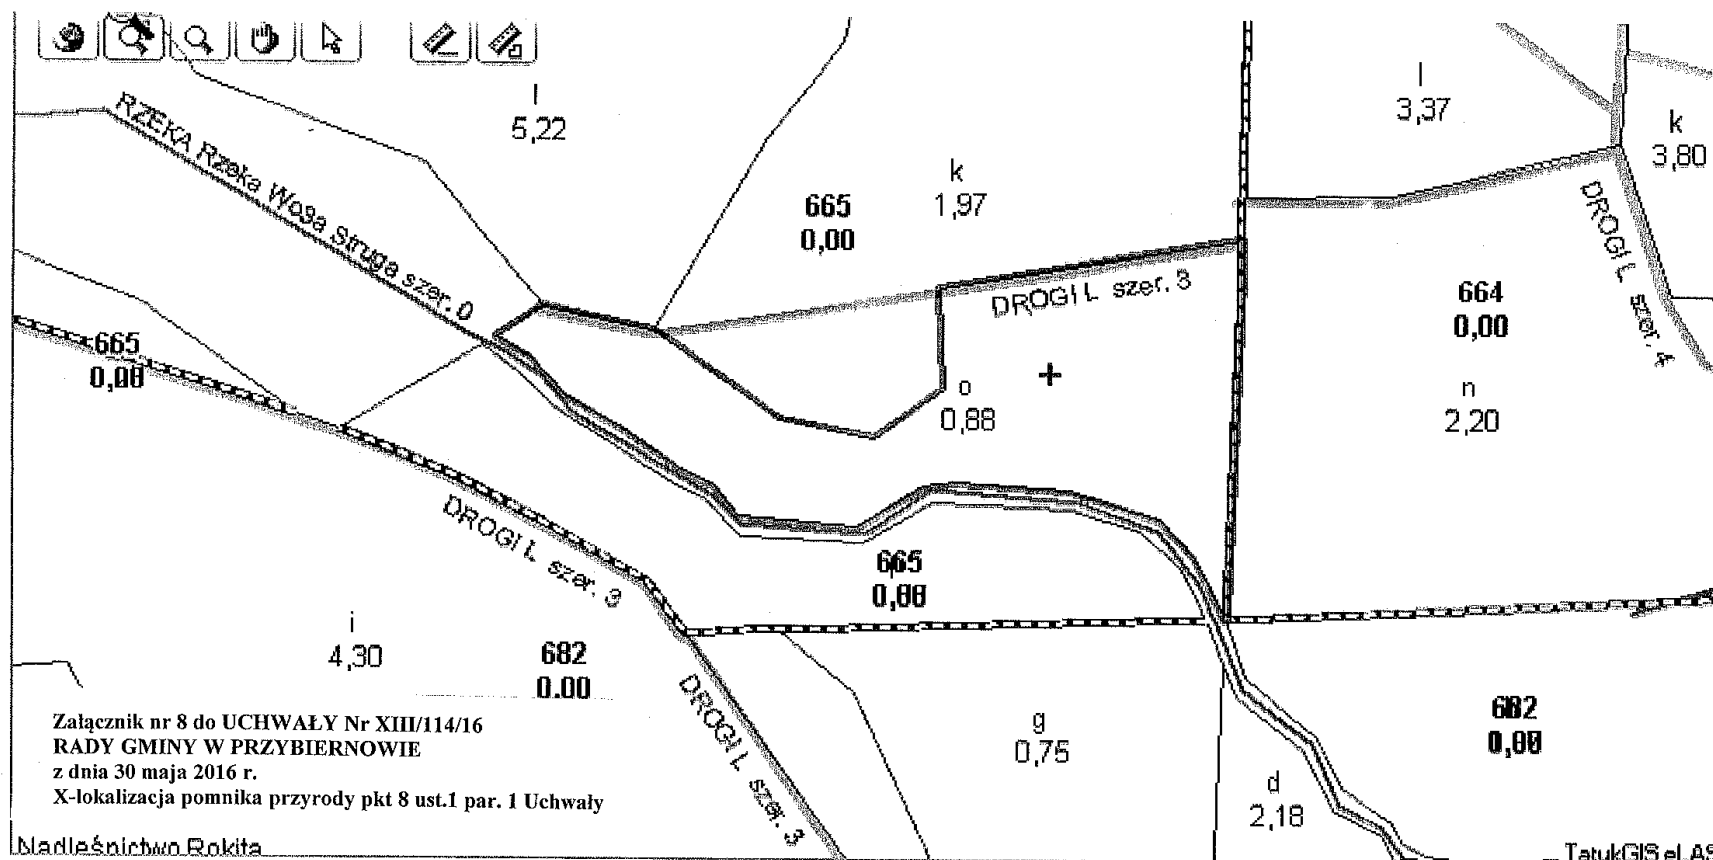 l
5,22
l
3,37
k
3,80
RZEKA Rzeka Wo9a Struga szer. 0
k
1,97
665
0,00
DROGI L szer. 3
DROGI L szer. 4
664
0,00
665
0,00
n
2,20
o
0,88
DROGI L szer. 3
665
0,00
i
4,30
682
0.00
DROGI L szer. 3
g
0,75
682
0,00
d
2,18
Załącznik nr 8 do UCHWAŁY Nr XIII/114/16
RADY GMINY W PRZYBIERNOWIE
z dnia 30 maja 2016 r.
X-lokalizacja pomnika przyrody pkt 8 ust.1 par. 1 Uchwały
Nadleśnictwo Rokita
TatukGIS eLAS